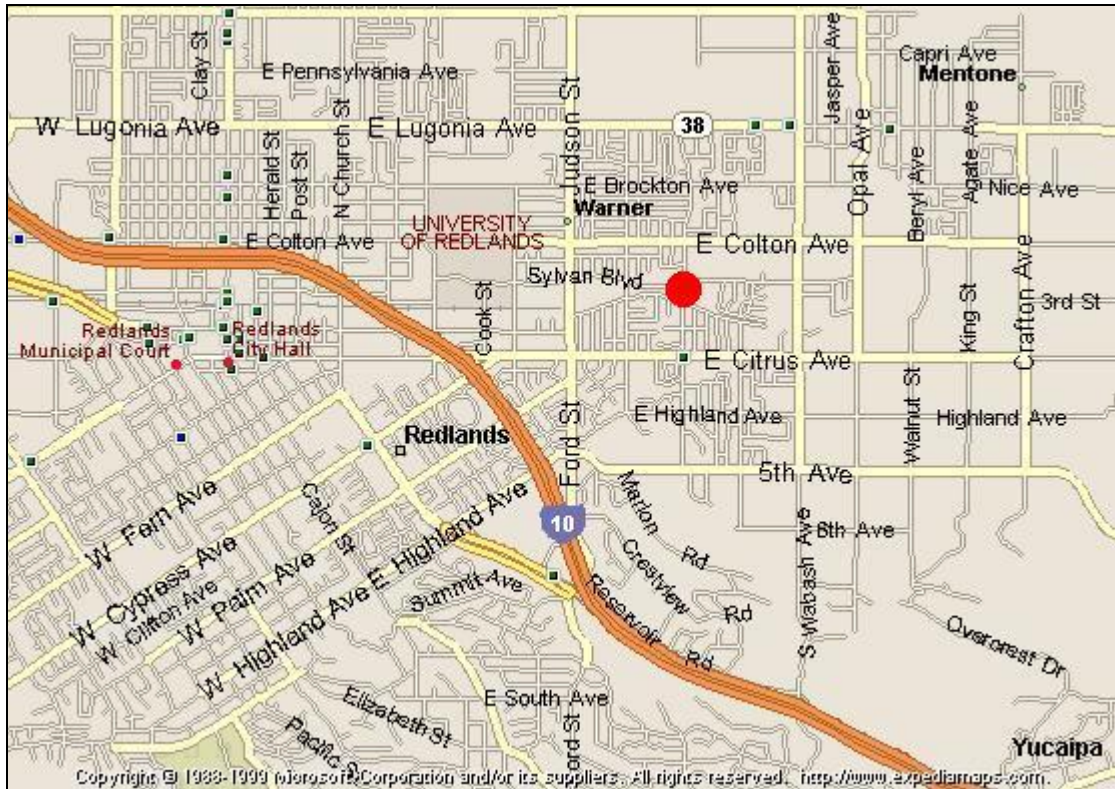 Clay St
E Pennsylvania Ave
Jasper Ave
Capri Ave
Mentone
W Lugonia Ave
E Lugonia Ave
38
Judson St
Herald St
Post St
N Church St
Opal Ave
Beryl Ave
Agate Ave
E Brockton Ave
Nice Ave
Warner
UNIVERSITY
OF REDLANDS
E Colton Ave
E Colton Ave
Sylvan Blvd
Cook St
King St
Crafton Ave
3rd St
Redlands
Municipal Court
Redlands
City Hall
E Citrus Ave
Walnut St
E Highland Ave
Highland Ave
Ford St
Redlands
5th Ave
W Fern Ave
Cajon St
E Highland Ave
10
Marion
Rd
6th Ave
S Wabash Ave
W Cypress Ave
W Clifton Ave
W Palm Ave
Summit Ave
Crestview
Rd
Reservoir
Rd
Overcrest Dr
W Highland Ave
E South Ave
Elizabeth St
Pacific St
Ford St
Yucaipa
Copyright © 1988-1999 Microsoft Corporation and/or its suppliers. All rights reserved. http://www.expediamaps.com.